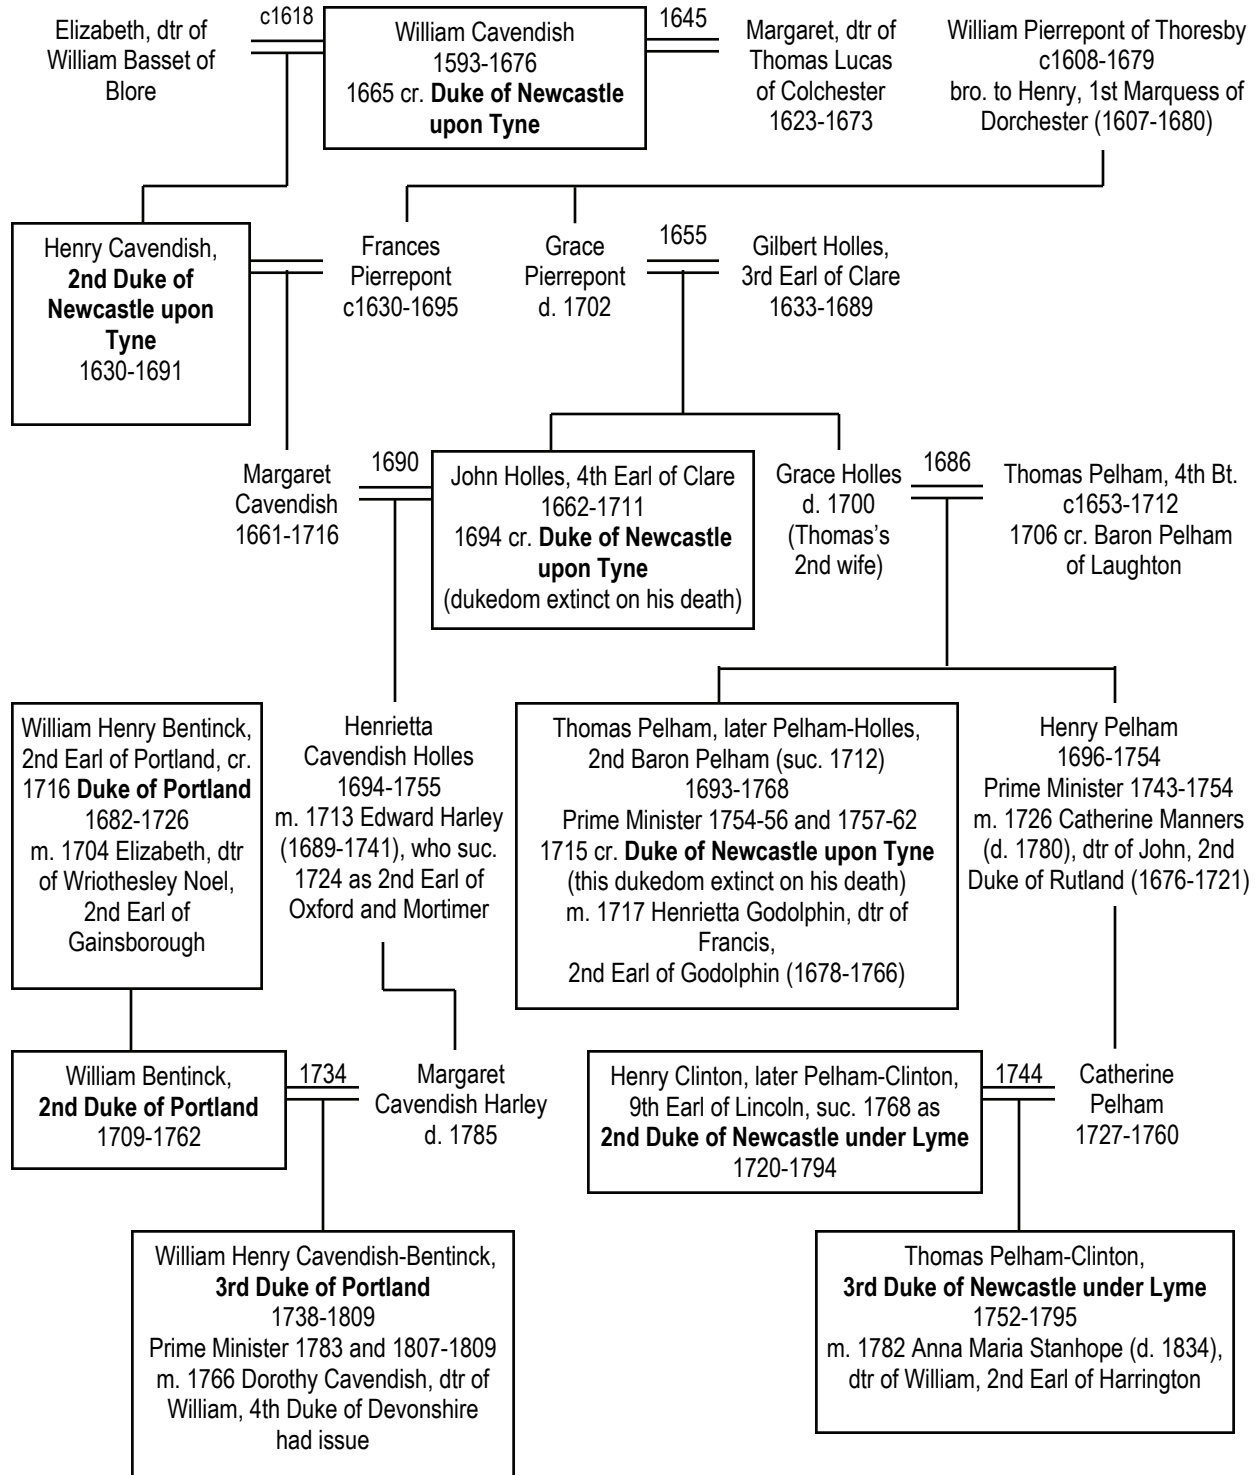 Elizabeth, dtr of
William Basset of
Blore
c1618
William Cavendish
1593-1676
1665 cr. Duke of Newcastle
upon Tyne
1645
Margaret, dtr of
Thomas Lucas
of Colchester
1623-1673
William Pierrepont of Thoresby
c1608-1679
bro. to Henry, 1st Marquess of
Dorchester (1607-1680)
Henry Cavendish,
2nd Duke of
Newcastle upon
Tyne
1630-1691
Frances
Pierrepont
c1630-1695
Grace
Pierrepont
d. 1702
1655
Gilbert Holles,
3rd Earl of Clare
1633-1689
Margaret
Cavendish
1661-1716
1690
John Holles, 4th Earl of Clare
1662-1711
1694 cr. Duke of Newcastle
upon Tyne
(dukedom extinct on his death)
Grace Holles
d. 1700
(Thomas’s
2nd wife)
1686
Thomas Pelham, 4th Bt.
c1653-1712
1706 cr. Baron Pelham
of Laughton
William Henry Bentinck,
2nd Earl of Portland, cr.
1716 Duke of Portland
1682-1726
m. 1704 Elizabeth, dtr
of Wriothesley Noel,
2nd Earl of
Gainsborough
Henrietta
Cavendish Holles
1694-1755
m. 1713 Edward Harley
(1689-1741), who suc.
1724 as 2nd Earl of
Oxford and Mortimer
Thomas Pelham, later Pelham-Holles,
2nd Baron Pelham (suc. 1712)
1693-1768
Prime Minister 1754-56 and 1757-62
1715 cr. Duke of Newcastle upon Tyne
(this dukedom extinct on his death)
m. 1717 Henrietta Godolphin, dtr of
Francis,
2nd Earl of Godolphin (1678-1766)
Henry Pelham
1696-1754
Prime Minister 1743-1754
m. 1726 Catherine Manners
(d. 1780), dtr of John, 2nd
Duke of Rutland (1676-1721)
William Bentinck,
2nd Duke of Portland
1709-1762
1734
Margaret
Cavendish Harley
d. 1785
Henry Clinton, later Pelham-Clinton,
9th Earl of Lincoln, suc. 1768 as
2nd Duke of Newcastle under Lyme
1720-1794
1744
Catherine
Pelham
1727-1760
William Henry Cavendish-Bentinck,
3rd Duke of Portland
1738-1809
Prime Minister 1783 and 1807-1809
m. 1766 Dorothy Cavendish, dtr of
William, 4th Duke of Devonshire
had issue
Thomas Pelham-Clinton,
3rd Duke of Newcastle under Lyme
1752-1795
m. 1782 Anna Maria Stanhope (d. 1834),
dtr of William, 2nd Earl of Harrington